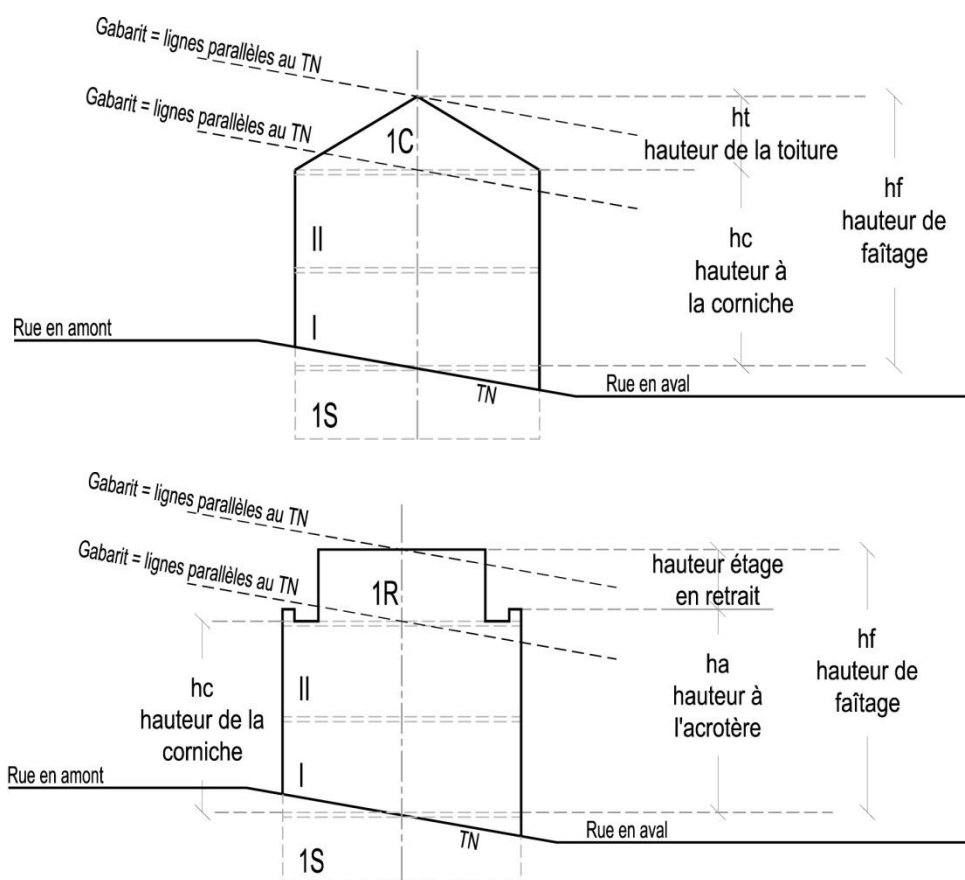 Gabarit = lignes parallèles au TN
Gabarit = lignes parallèles au TN
1C
ht
hauteur de la toiture
hf
hauteur de
faîtage
II
hc
hauteur à
la corniche
I
Rue en amont
TN
Rue en aval
1S
Gabarit = lignes parallèles au TN
Gabarit = lignes parallèles au TN
1R
hauteur étage
en retrait
hf
hauteur de
faîtage
ha
hauteur à
l'acrotère
hc
hauteur de la
corniche
II
I
Rue en amont
TN
Rue en aval
1S